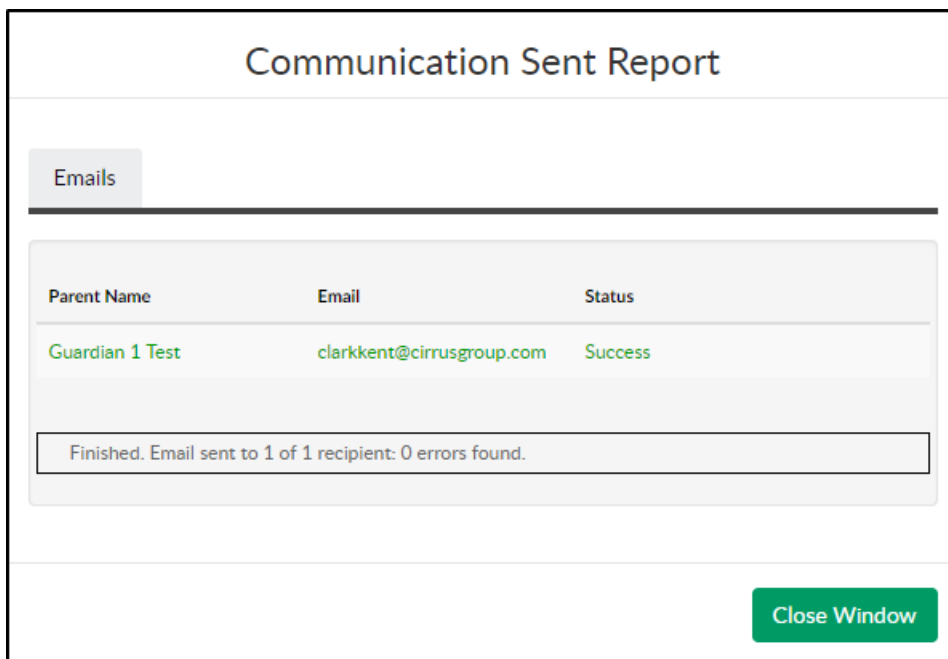 Communication Sent Report
Emails
Parent Name Email Status
Guardian 1 Test clarkkent@cirrusgroup.com Success
Finished. Email sent to 1 of 1 recipient: 0 errors found.
Close Window